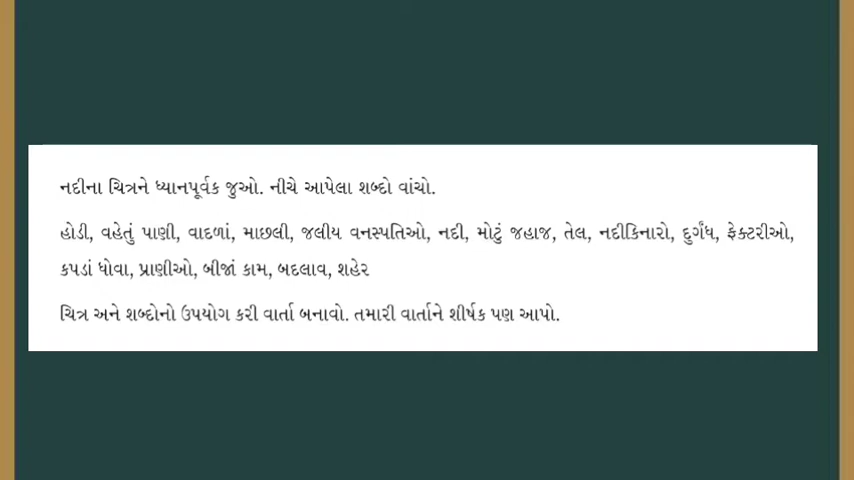 નદીના ચિત્રને ધ્યાનપૂર્વક જુઓ. નીચે આપેલા શબ્દો વાંચો.
હોડી, વહેતું પાણી, વાદળાં, માછલી, જલીય વનસ્પતિઓ, નદી, મોટું જહાજ, તેલ, નદીકિનારો, દુર્ગંધ, ફેક્ટરીઓ,
કપડાં ધોવા, પ્રાણીઓ, બીજાં કામ, બદલાવ, શહેર
ચિત્ર અને શબ્દોનો ઉપયોગ કરી વાર્તા બનાવો. તમારી વાર્તાને શીર્ષક પણ આપો.